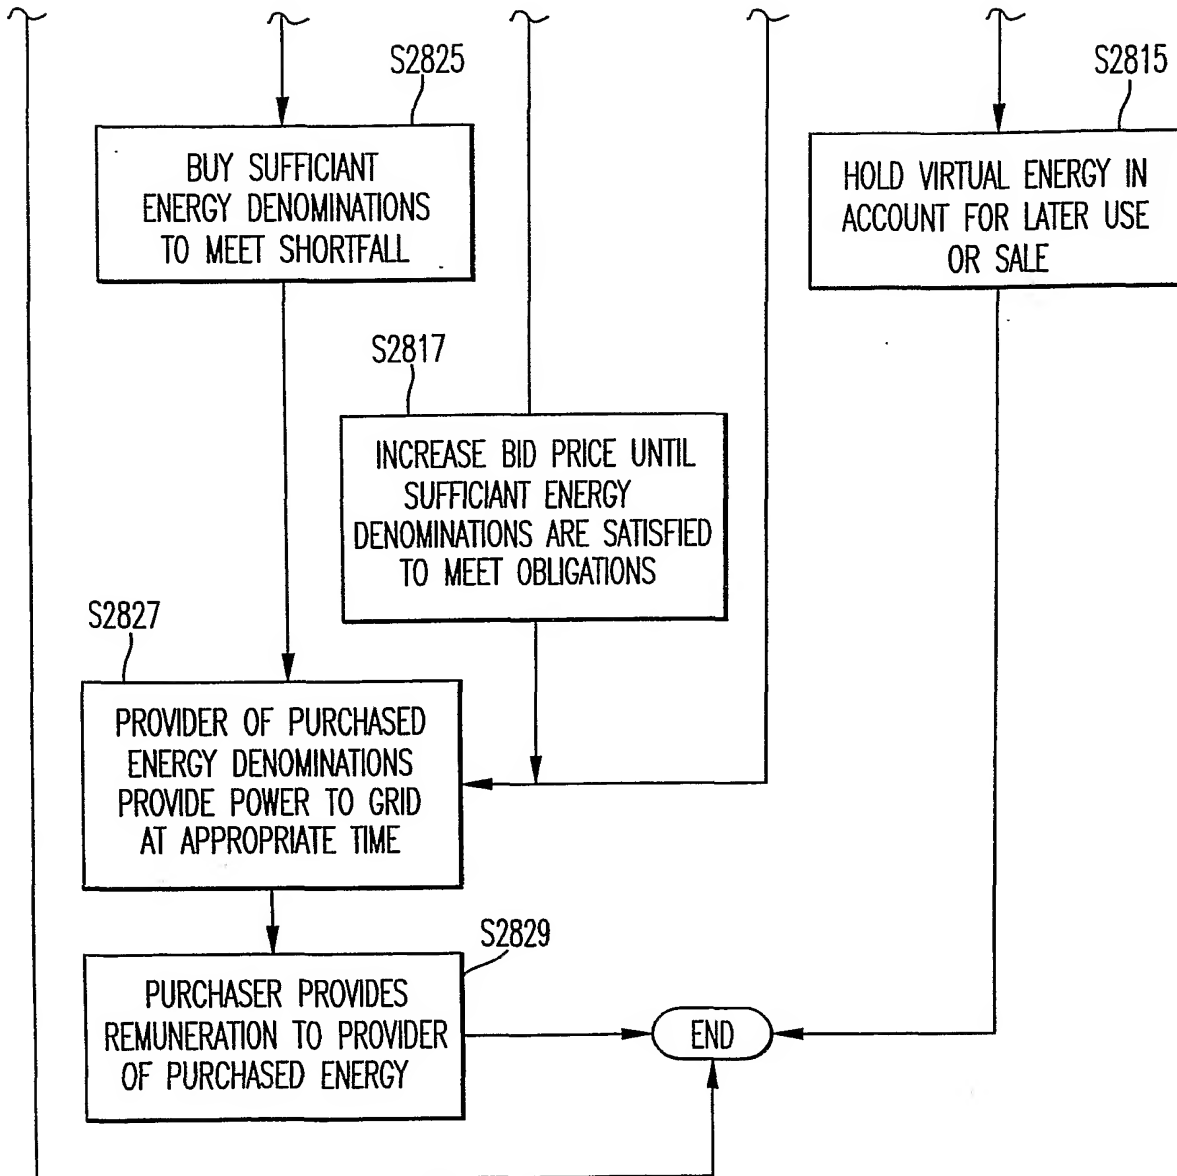 S2825
BUY SUFFICIANT
ENERGY DENOMINATIONS
TO MEET SHORTFALL
S2815
HOLD VIRTUAL ENERGY IN
ACCOUNT FOR LATER USE
OR SALE
S2817
INCREASE BID PRICE UNTIL
SUFFICIANT ENERGY
DENOMINATIONS ARE SATISFIED
TO MEET OBLIGATIONS
S2827
PROVIDER OF PURCHASED
ENERGY DENOMINATIONS
PROVIDE POWER TO GRID
AT APPROPRIATE TIME
S2829
PURCHASER PROVIDES
REMUNERATION TO PROVIDER
OF PURCHASED ENERGY
END